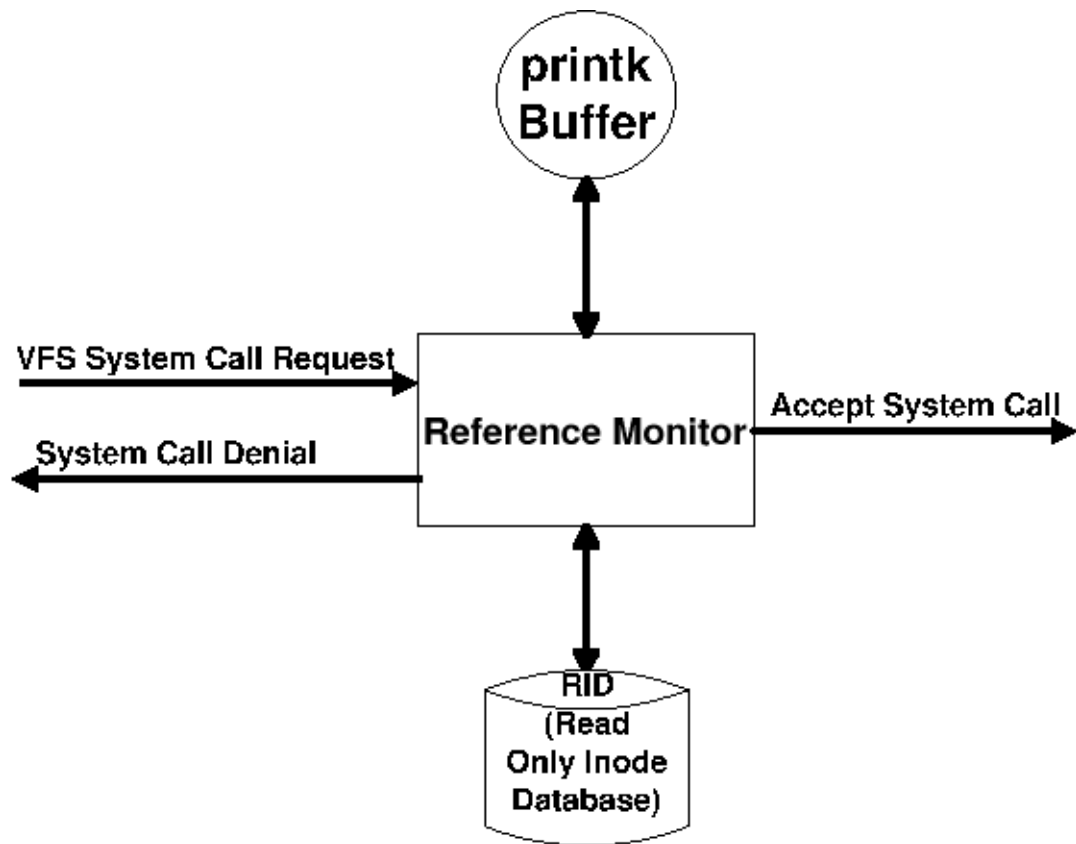 printk
Buffer
VFS System Call Request
System Call Denial
Reference Monitor
Accept System Call
RID
(Read
Only Inode
Database)